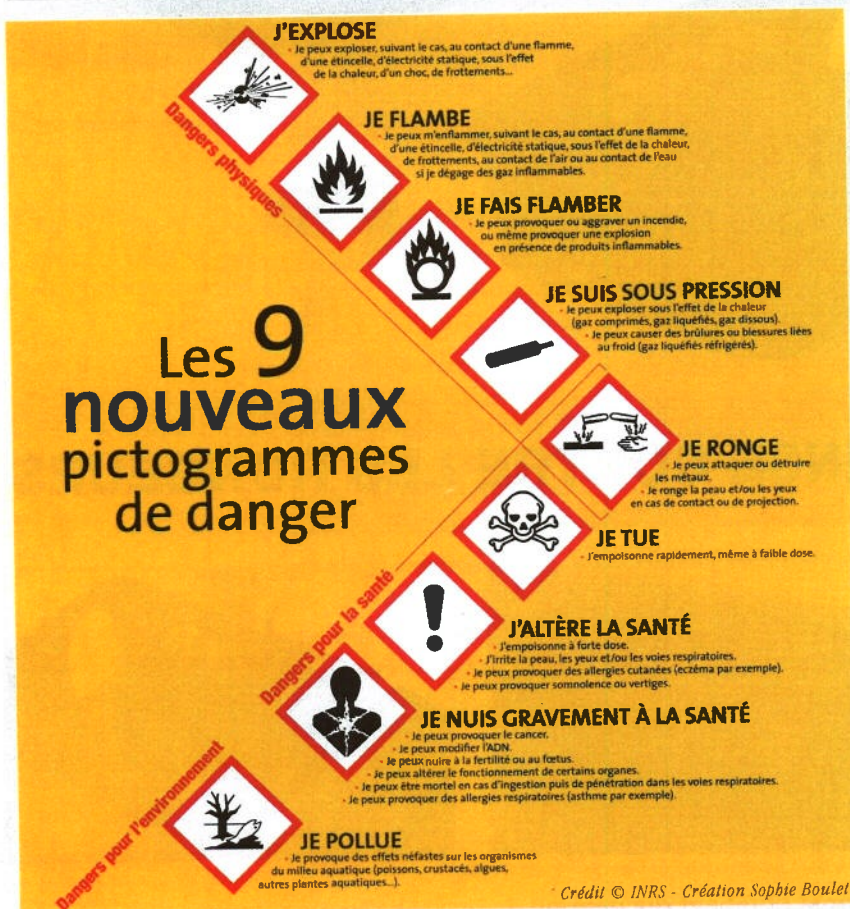 J'EXPLOSE
- Je peux exploser, suivant le cas, au contact d'une flamme,
d'une étincelle, d'électricité statique, sous l'effet
de la chaleur, d'un choc, de frottements...
Dangers physiques
JE FLAMBE
- Je peux m'enflammer, suivant le cas, au contact d'une flamme,
d'une étincelle, d'électricité statique, sous l'effet de la chaleur,
de frottements, au contact de l'air ou au contact de l'eau
si je dégage des gaz inflammables.
JE FAIS FLAMBER
- Je peux provoquer ou aggraver un incendie,
ou même provoquer une explosion
en présence de produits inflammables.
JE SUIS SOUS PRESSION
- Je peux exploser sous l'effet de la chaleur
(gaz comprimés, gaz liquéfiés, gaz dissous).
- Je peux causer des brûlures ou blessures liées
au froid (gaz liquéfiés réfrigérés).
Les 9
nouveaux
pictogrammes
de danger
JE RONGE
- Je peux attaquer ou détruire
les métaux.
- Je ronge la peau et/ou les yeux
en cas de contact ou de projection.
JE TUE
- J'empoisonne rapidement, même à faible dose.
Dangers pour la santé
J'ALTÈRE LA SANTÉ
- J'empoisonne à forte dose.
- J'irrite la peau, les yeux et/ou les voies respiratoires.
- Je peux provoquer des allergies cutanées (eczéma par exemple).
- Je peux provoquer somnolence ou vertiges.
JE NUIS GRAVEMENT À LA SANTÉ
- Je peux provoquer le cancer.
- Je peux modifier l'ADN.
- Je peux nuire à la fertilité ou au fœtus.
- Je peux altérer le fonctionnement de certains organes.
- Je peux être mortel en cas d'ingestion puis de pénétration dans les voies respiratoires.
- Je peux provoquer des allergies respiratoires (asthme par exemple).
Dangers pour l'environnement
JE POLLUE
- Je provoque des effets néfastes sur les organismes
du milieu aquatique (poissons, crustacés, algues,
autres plantes aquatiques...).
Crédit © INRS - Création Sophie Boulet